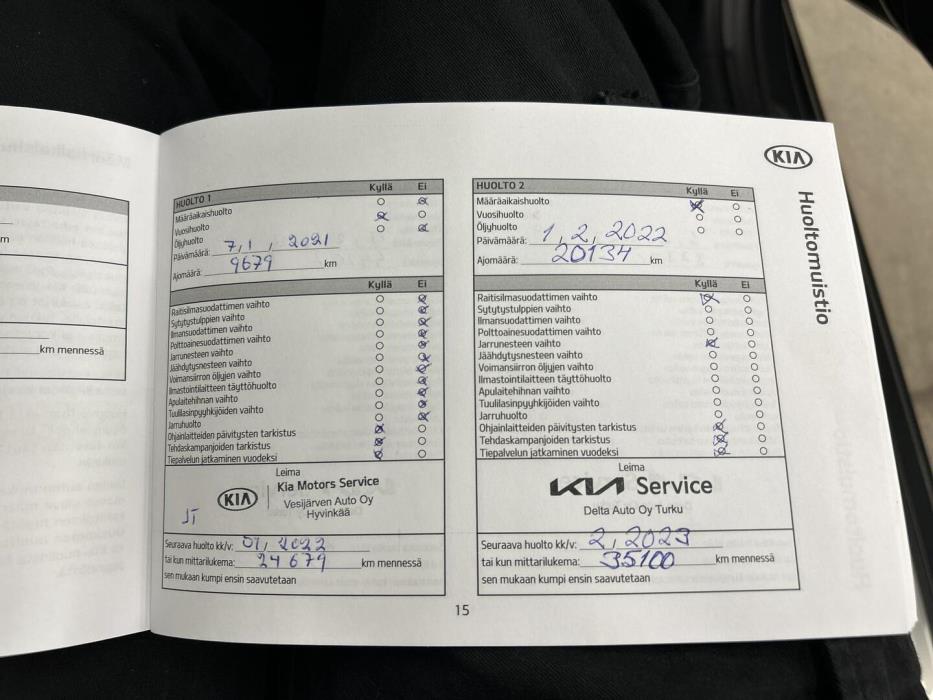 m
km mennessä
KIA
Huoltomuistio
HUOLTO 1 Kyllä Ei
Määräaikaishuolto
Vuosihuolto
Öljyhuolto
Päivämäärä: 7,1, 2021
Ajomäärä: 9679 km
Kyllä Ei
Raitisilmasuodattimen vaihto
Sytytystulppien vaihto
Ilmansuodattimen vaihto
Polttoainesuodattimen vaihto
Jarrunesteen vaihto
Jäähdytysnesteen vaihto
Voimansiirron öljyjen vaihto
Ilmastointilaitteen täyttöhuolto
Apulaitehihnan vaihto
Tuulilasinpyyhkijöiden vaihto
Jarruhuolto
Ohjainlaitteiden päivitysten tarkistus
Tehdaskampanjoiden tarkistus
Tiepalvelun jatkaminen vuodeksi
Leima
KIA Kia Motors Service
Vesijärven Auto Oy
Hyvinkää
JT
Seuraava huolto kk/v: 01, 2022
tai kun mittarilukema: 24 679 km mennessä
sen mukaan kumpi ensin saavutetaan
HUOLTO 2 Kyllä Ei
Määräaikaishuolto
Vuosihuolto
Öljyhuolto
Päivämäärä: 1, 2, 2022
Ajomäärä: 20134 km
Kyllä Ei
Raitisilmasuodattimen vaihto
Sytytystulppien vaihto
Ilmansuodattimen vaihto
Polttoainesuodattimen vaihto
Jarrunesteen vaihto
Jäähdytysnesteen vaihto
Voimansiirron öljyjen vaihto
Ilmastointilaitteen täyttöhuolto
Apulaitehihnan vaihto
Tuulilasinpyyhkijöiden vaihto
Jarruhuolto
Ohjainlaitteiden päivitysten tarkistus
Tehdaskampanjoiden tarkistus
Tiepalvelun jatkaminen vuodeksi
Leima
KIA Service
Delta Auto Oy Turku
Seuraava huolto kk/v: 2, 2023
tai kun mittarilukema: 35100 km mennessä
sen mukaan kumpi ensin saavutetaan
15